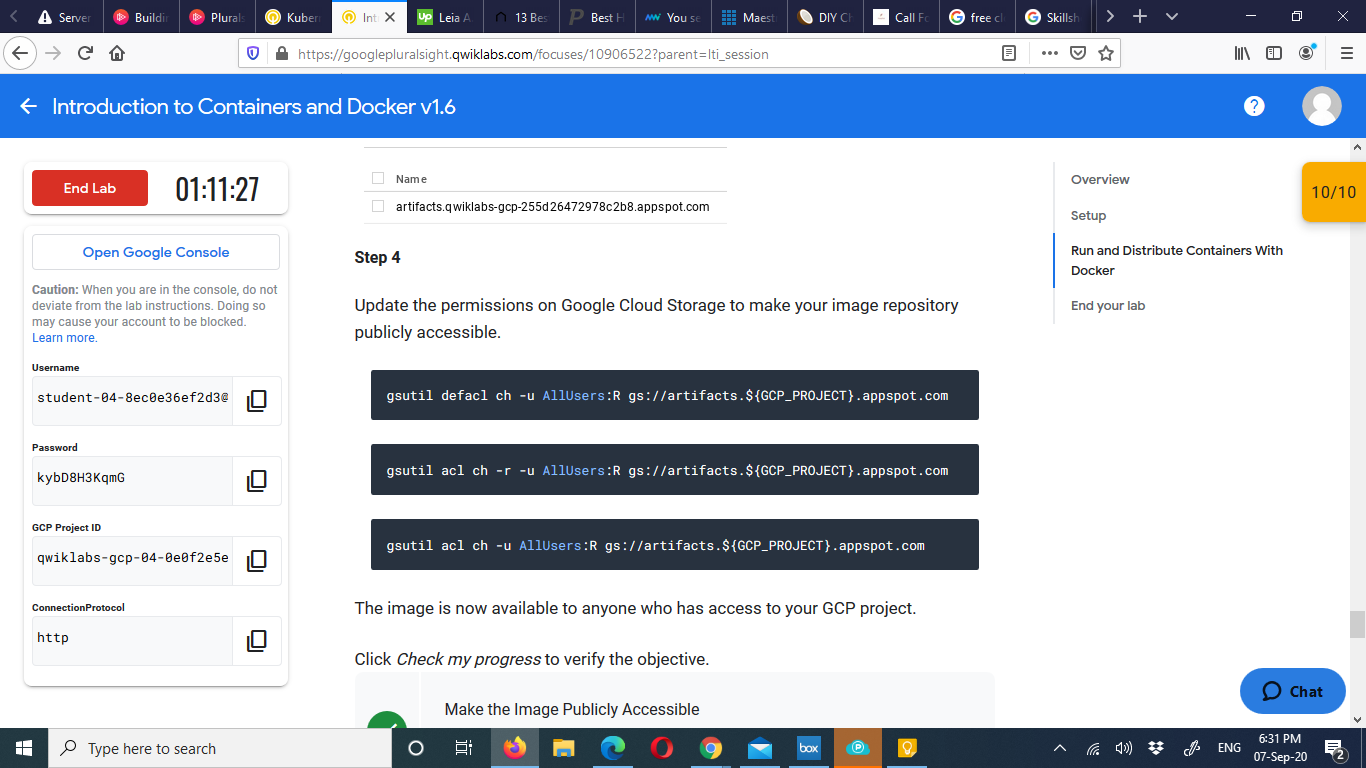 Server
Buildin
Plurals
Kubern
Int
Leia A
13 Bes
Best H
You se
Maest
DIY Ch
Call Fo
free cl
Skillsh
https://googlepluralsight.qwiklabs.com/focuses/10906522?parent=lti_session
Introduction to Containers and Docker v1.6
End Lab
01:11:27
Open Google Console
Caution: When you are in the console, do not
deviate from the lab instructions. Doing so
may cause your account to be blocked.
Learn more.
Username
student-04-8ec0e36ef2d3@
Password
kybD8H3KqmG
GCP Project ID
qwiklabs-gcp-04-0e0f2e5e
ConnectionProtocol
http
Name
artifacts.qwiklabs-gcp-255d26472978c2b8.appspot.com
Step 4
Update the permissions on Google Cloud Storage to make your image repository
publicly accessible.
gsutil defacl ch -u AllUsers:R gs://artifacts.${GCP_PROJECT}.appspot.com
gsutil acl ch -r -u AllUsers:R gs://artifacts.${GCP_PROJECT}.appspot.com
gsutil acl ch -u AllUsers:R gs://artifacts.${GCP_PROJECT}.appspot.com
The image is now available to anyone who has access to your GCP project.
Click Check my progress to verify the objective.
Make the Image Publicly Accessible
Overview
Setup
Run and Distribute Containers With
Docker
End your lab
10/10
Chat
Type here to search
box
ENG
6:31 PM
07-Sep-20
2